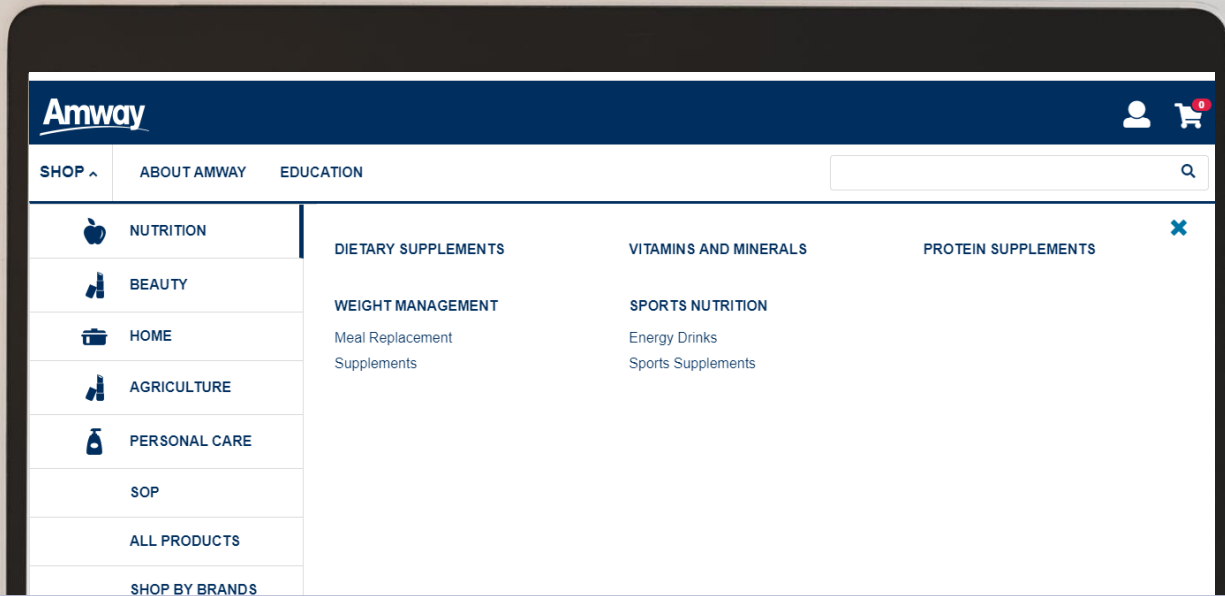 Amway
0
SHOP
ABOUT AMWAY
EDUCATION
NUTRITION
BEAUTY
HOME
AGRICULTURE
PERSONAL CARE
SOP
ALL PRODUCTS
SHOP BY BRANDS
DIETARY SUPPLEMENTS
VITAMINS AND MINERALS
PROTEIN SUPPLEMENTS
WEIGHT MANAGEMENT
Meal Replacement
Supplements
SPORTS NUTRITION
Energy Drinks
Sports Supplements